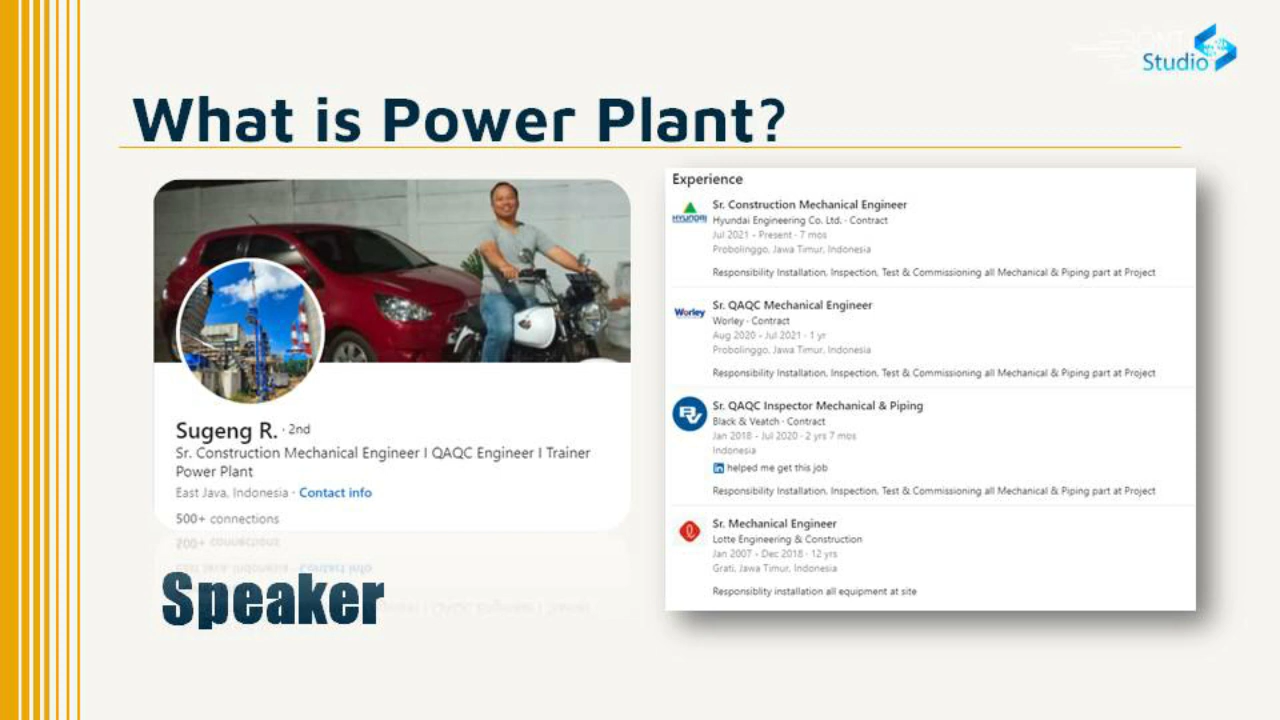 Studio
What is Power Plant?
Sugeng R. · 2nd
Sr. Construction Mechanical Engineer I QAQC Engineer I Trainer
Power Plant
East Java, Indonesia · Contact info
500+ connections
Speaker
Experience
HYUNDAI
Sr. Construction Mechanical Engineer
Hyundai Engineering Co. Ltd. · Contract
Jul 2021 - Present · 7 mos
Probolinggo, Jawa Timur, Indonesia
Responsibility Installation, Inspection, Test & Commissioning all Mechanical & Piping part at Project
Worley
Sr. QAQC Mechanical Engineer
Worley · Contract
Aug 2020 - Jul 2021 · 1 yr
Probolinggo, Jawa Timur, Indonesia
Responsibility Installation, Inspection, Test & Commissioning all Mechanical & Piping part at Project
BV
Sr. QAQC Inspector Mechanical & Piping
Black & Veatch · Contract
Jan 2018 - Jul 2020 · 2 yrs 7 mos
Indonesia
in helped me get this job
Responsibility Installation, Inspection, Test & Commissioning all Mechanical & Piping part at Project
Sr. Mechanical Engineer
Lotte Engineering & Construction
Jan 2007 - Dec 2018 · 12 yrs
Grati, Jawa Timur, Indonesia
Responsiblity installation all equipment at site